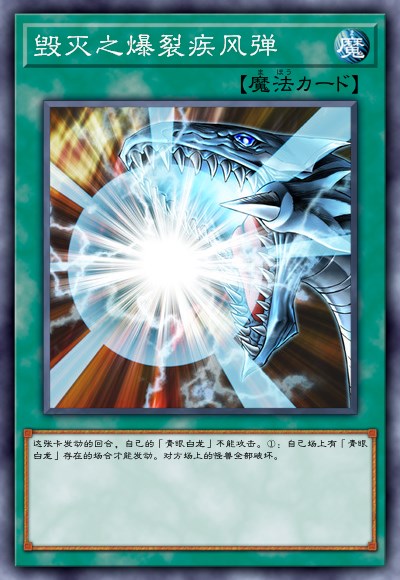 毁灭之爆裂疾风弹
魔
【魔法カード】
まほう
这张卡发动的回合，自己的「青眼白龙」不能攻击。①：自己场上有「青眼
白龙」存在的场合才能发动。对方场上的怪兽全部破坏。